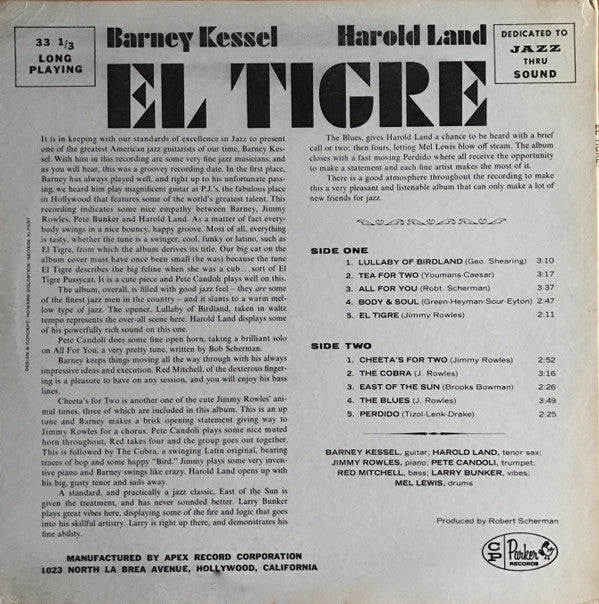 33 1/3
LONG
PLAYING
Barney Kessel Harold Land
EL TIGRE
DEDICATED TO
JAZZ
THRU
SOUND
It is in keeping with our standards of excellence in Jazz to present
one of the greatest American jazz guitarists of our time, Barney Kes-
sel. With him in this recording are some very fine jazz musicians, and
as you will hear, this was a groovey recording date. In the first place,
Barney has always played well, and right up to his unfortunate pass-
ing, we heard him play magnificent guitar at P.J.'s, the fabulous place
in Hollywood that features some of the world's greatest talent. This
recording indicates some nice empathy between Barney, Jimmy
Rowles, Pete Bunker and Harold Land. As a matter of fact every-
body swings in a nice bouncy, happy groove. Most of all, everything
is tasty, whether the tune is a swinger, cool, funky or latino, such as
El Tigre, from which the album derives its title. Our big cat on the
album cover must have once been small (he was) because the tune
El Tigre describes the big feline when she was a cub...sort of El
Tigre Pussycat. It is a cute piece and Pete Candoli plays well on this.
The album, overall, is filled with good jazz feel – they are some
of the finest jazz men in the country – and it slants to a warm mel-
low type of jazz. The opener, Lullaby of Birdland, taken in waltz
tempo represents the over-all scene here. Harold Land displays some
of his powerfully rich sound on this one.
Pete Candoli does some fine open horn, taking a brilliant solo
on All For You, a very pretty tune, written by Bob Scherman.
Barney keeps things moving all the way through with his always
impressive ideas and execution. Red Mitchell, of the dexterous finger-
ing is a pleasure to have on any session, and you will enjoy his bass
lines.
Cheeta's for Two is another one of the cute Jimmy Rowles' ani-
mal tunes, three of which are included in this album. This is an up
tune and Barney makes a brisk opening statement giving way to
Jimmy Rowles for a chorus. Pete Candoli plays some nice muted
horn throughout, Red takes four and the group goes out together.
This is followed by The Cobra, a swinging Latin original, bearing
traces of bop and some happy "Bird." Jimmy plays some very inven-
tive piano and Barney swings like crazy. Harold Land opens up with
his big, gusty tenor and sails away.
A standard, and practically a jazz classic, East of the Sun is
given the treatment, and has never sounded better. Larry Bunker
plays great vibes here, displaying some of the fire and logic that goes
into his skillful artistry. Larry is right up there, and demonstrates his
fine ability.
The Blues, gives Harold Land a chance to be heard with a brief
call or two; then fours, letting Mel Lewis blow off steam. The album
closes with a fast moving Perdido where all receive the opportunity
to make a statement and each fine artist makes the most of it.
There is a good atmosphere throughout the recording to make
this a very pleasant and listenable album that can only make a lot of
new friends for jazz.
SIDE ONE
1. LULLABY OF BIRDLAND (Geo. Shearing) 3:10
2. TEA FOR TWO (Youmans-Caesar) 3:17
3. ALL FOR YOU (Robt. Scherman) 3:37
4. BODY & SOUL (Green-Heyman-Sour-Eyton) 2:47
5. EL TIGRE (Jimmy Rowles) 2:11
SIDE TWO
1. CHEETA'S FOR TWO (Jimmy Rowles) 2:52
2. THE COBRA (J. Rowles) 3:16
3. EAST OF THE SUN (Brooks Bowman) 2:26
4. THE BLUES (J. Rowles) 3:49
5. PERDIDO (Tizol-Lenk-Drake) 2:25
BARNEY KESSEL, guitar; HAROLD LAND, tenor sax;
JIMMY ROWLES, piano; PETE CANDOLI, trumpet;
RED MITCHELL, bass; LARRY BUNKER, vibes;
MEL LEWIS, drums
Produced by Robert Scherman
MANUFACTURED BY APEX RECORD CORPORATION
1023 NORTH LA BREA AVENUE, HOLLYWOOD, CALIFORNIA
CP
Parker
RECORDS
DESIGN & CONCEPT: HOWARD GOLDSTEIN/GEORGE ALPERT
EL TIGRE